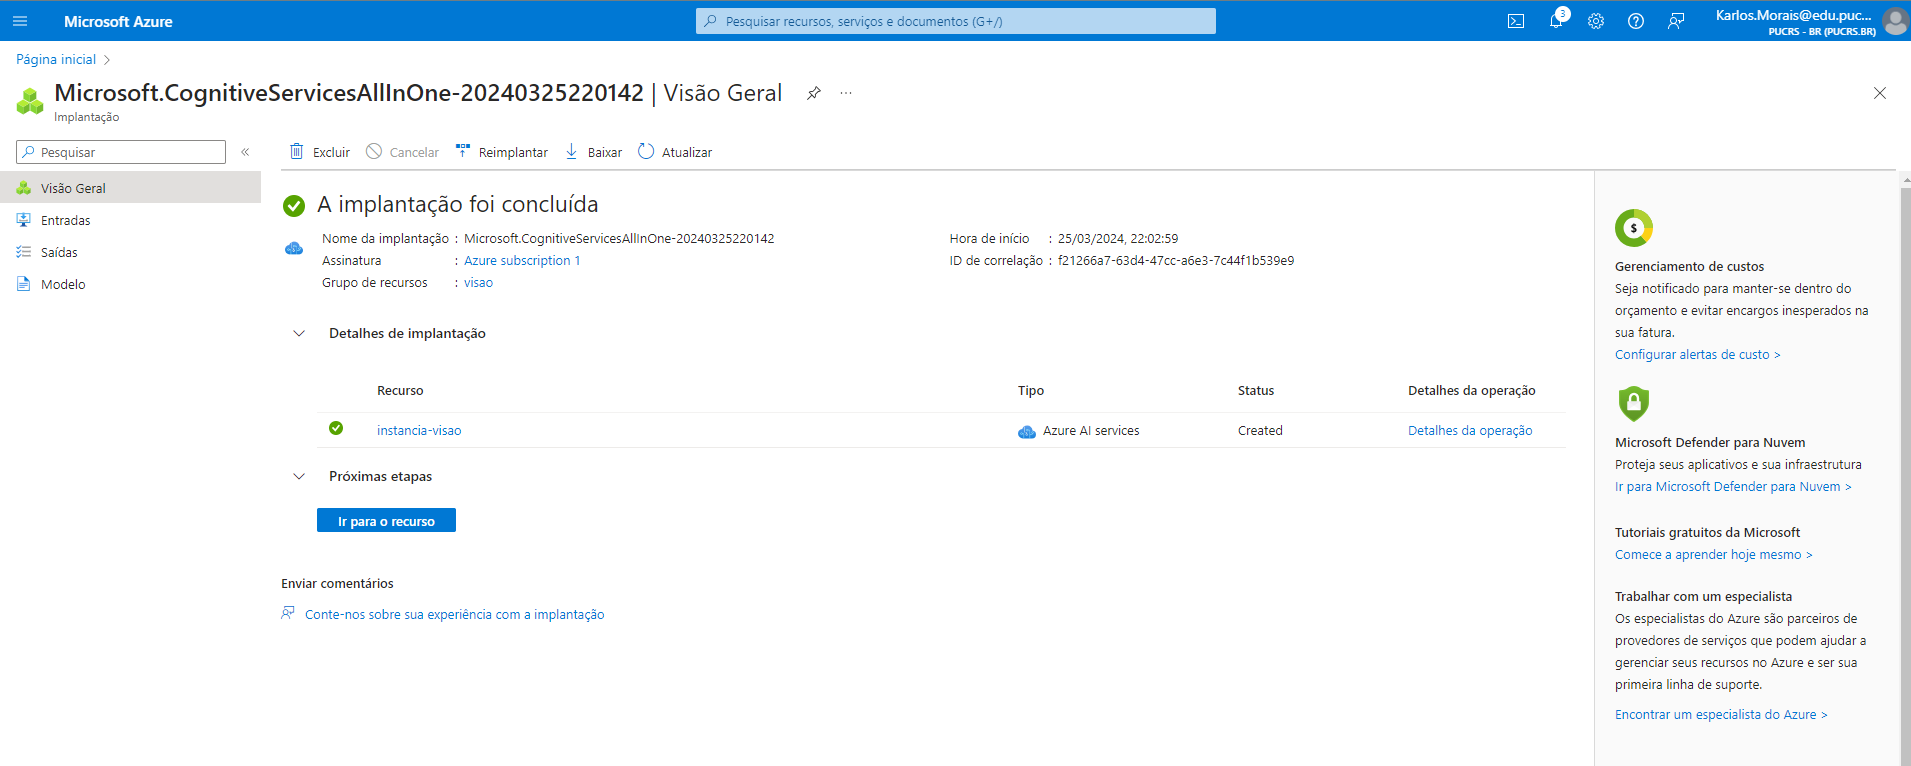 Microsoft Azure
Pesquisar recursos, serviços e documentos (G+/)
3
Karlos.Morais@edu.puc...
PUCRS - BR (PUCRS.BR)
Página inicial >
Microsoft.CognitiveServicesAllInOne-20240325220142 | Visão Geral
Implantação
Pesquisar
Excluir Cancelar Reimplantar Baixar Atualizar
Visão Geral
Entradas
Saídas
Modelo
A implantação foi concluída
Nome da implantação : Microsoft.CognitiveServicesAllInOne-20240325220142
Assinatura : Azure subscription 1
Grupo de recursos : visao
Hora de início : 25/03/2024, 22:02:59
ID de correlação : f21266a7-63d4-47cc-a6e3-7c44f1b539e9
Detalhes de implantação
Recurso Tipo Status Detalhes da operação
instancia-visao Azure AI services Created Detalhes da operação
Próximas etapas
Ir para o recurso
Enviar comentários
Conte-nos sobre sua experiência com a implantação
$
Gerenciamento de custos
Seja notificado para manter-se dentro do
orçamento e evitar encargos inesperados na
sua fatura.
Configurar alertas de custo >
Microsoft Defender para Nuvem
Proteja seus aplicativos e sua infraestrutura
Ir para Microsoft Defender para Nuvem >
Tutoriais gratuitos da Microsoft
Comece a aprender hoje mesmo >
Trabalhar com um especialista
Os especialistas do Azure são parceiros de
provedores de serviços que podem ajudar a
gerenciar seus recursos no Azure e ser sua
primeira linha de suporte.
Encontrar um especialista do Azure >